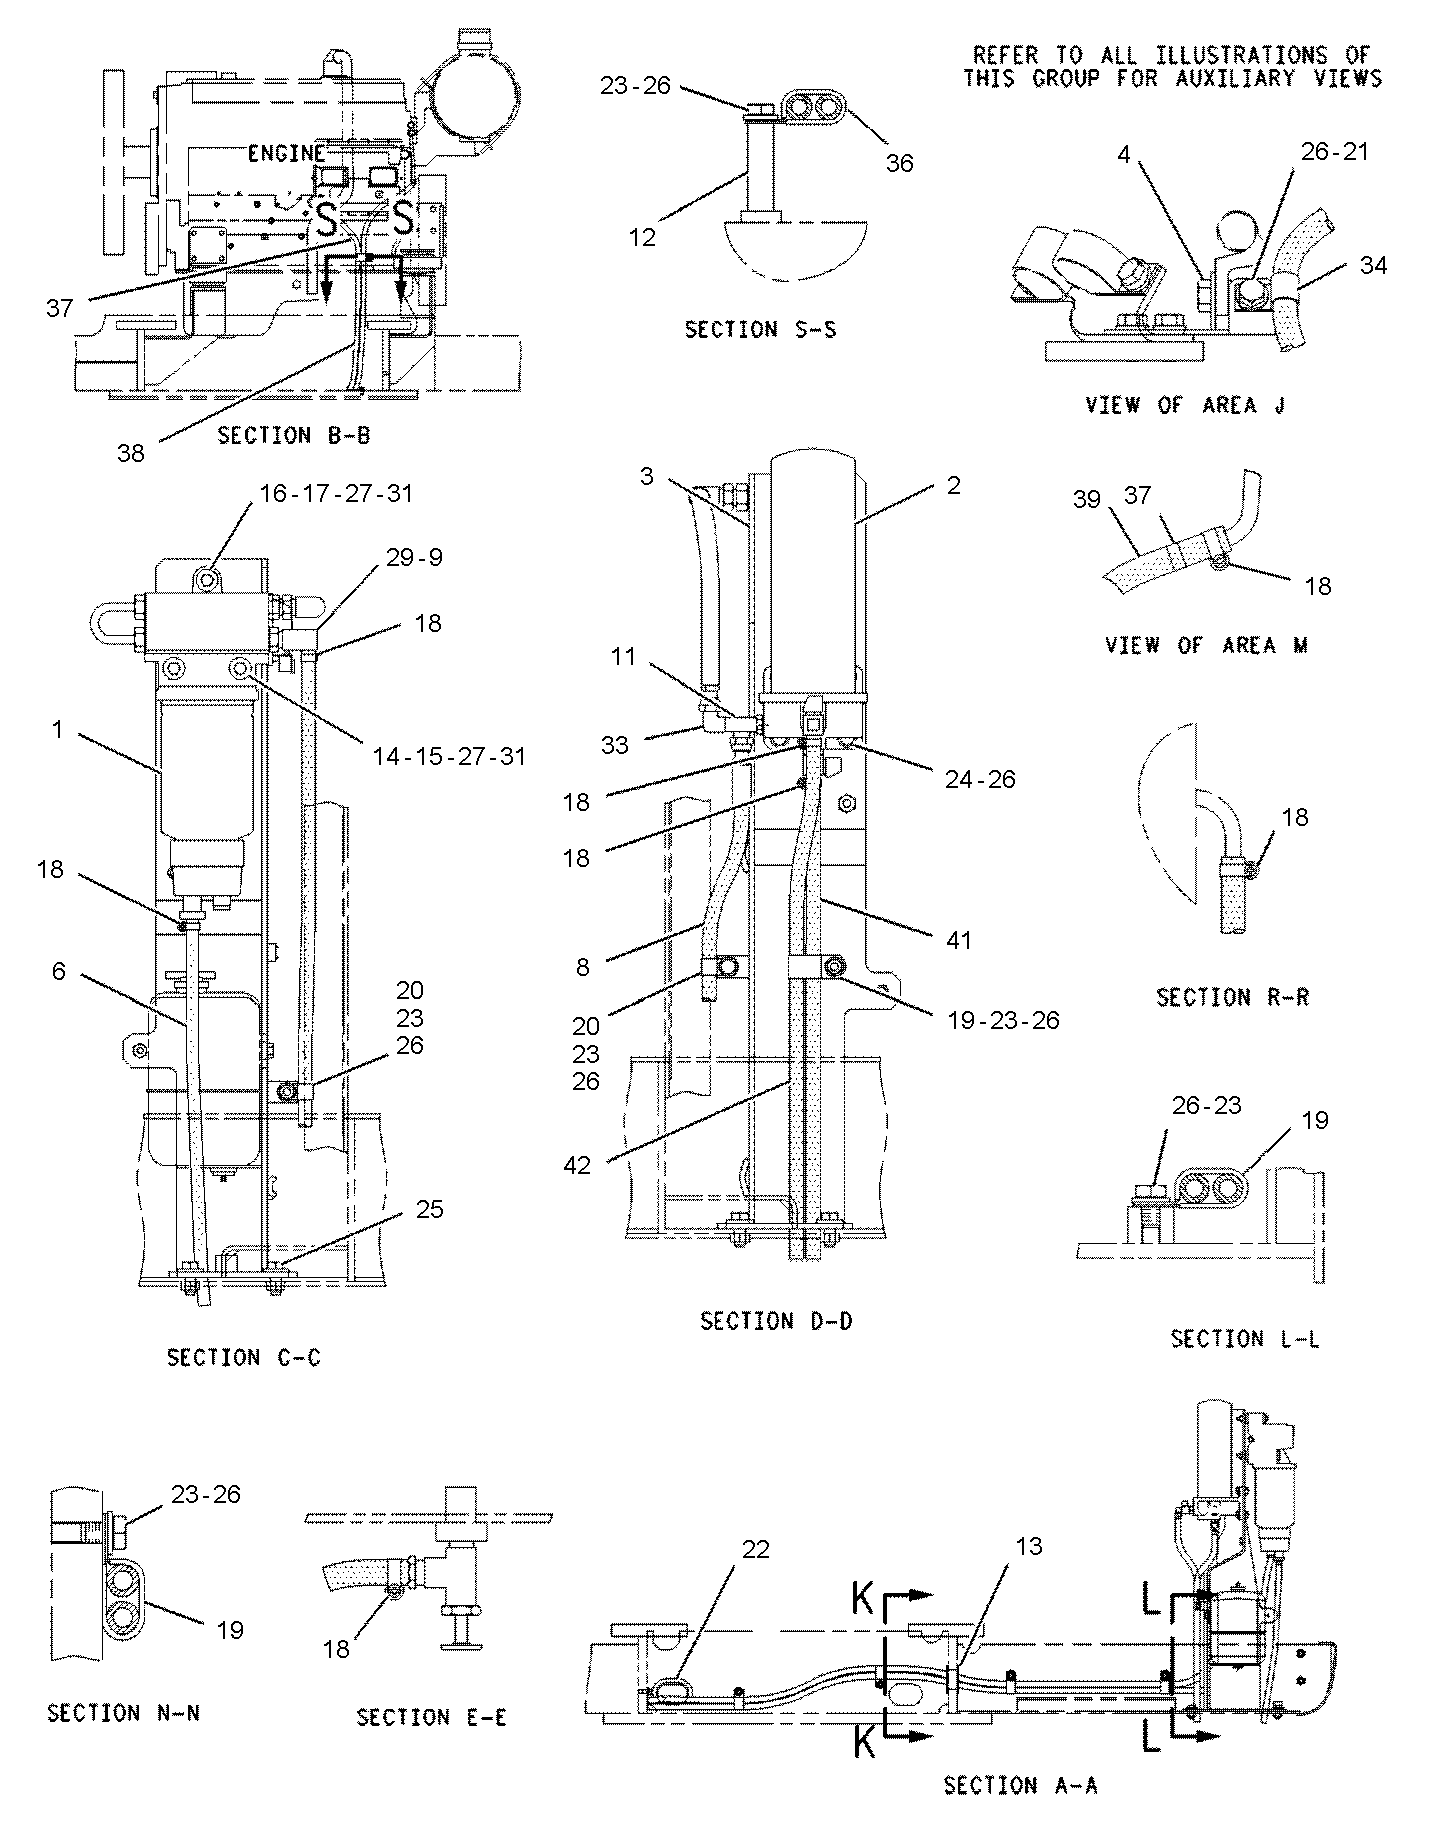 REFER TO ALL ILLUSTRATIONS OF
THIS GROUP FOR AUXILIARY VIEWS
ENGINE
S
S
37
38
SECTION B-B
23-26
36
12
SECTION S-S
4
26-21
34
VIEW OF AREA J
16-17-27-31
29-9
18
1
14-15-27-31
18
6
20
23
26
25
SECTION C-C
3
2
11
33
18
24-26
18
8
41
20
23
26
19-23-26
42
SECTION D-D
39
37
18
VIEW OF AREA M
18
SECTION R-R
26-23
19
SECTION L-L
23-26
19
SECTION N-N
18
SECTION E-E
22
13
K
L
K
L
SECTION A-A